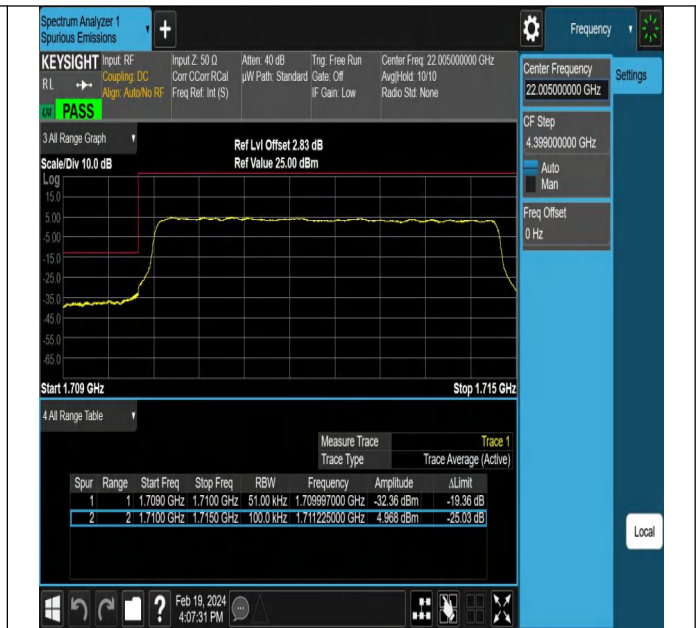 Spectrum Analyzer 1
Spurious Emissions
Frequency
KEYSIGHT
RL
LXI PASS
Input: RF
Coupling: DC
Align: Auto/No RF
Input Z: 50 Ω
Corr CCorr RCal
Freq Ref: Int (S)
Atten: 40 dB
µW Path: Standard
Trig: Free Run
Gate: Off
IF Gain: Low
Center Freq: 22.005000000 GHz
Avg|Hold: 10/10
Radio Std: None
Center Frequency
22.005000000 GHz
Settings
CF Step
4.399000000 GHz
Auto
Man
Freq Offset
0 Hz
3 All Range Graph
Scale/Div 10.0 dB
Ref Lvl Offset 2.83 dB
Ref Value 25.00 dBm
Log
15.0
5.00
-5.00
-15.0
-25.0
-35.0
-45.0
-55.0
-65.0
Start 1.709 GHz
Stop 1.715 GHz
4 All Range Table
Measure Trace Trace 1
Trace Type Trace Average (Active)
Spur Range Start Freq Stop Freq RBW Frequency Amplitude ΔLimit
1 1 1.7090 GHz 1.7100 GHz 51.00 kHz 1.709997000 GHz -32.36 dBm -19.36 dB
2 2 1.7100 GHz 1.7150 GHz 100.0 kHz 1.711225000 GHz 4.968 dBm -25.03 dB
Local
?
Feb 19, 2024
4:07:31 PM